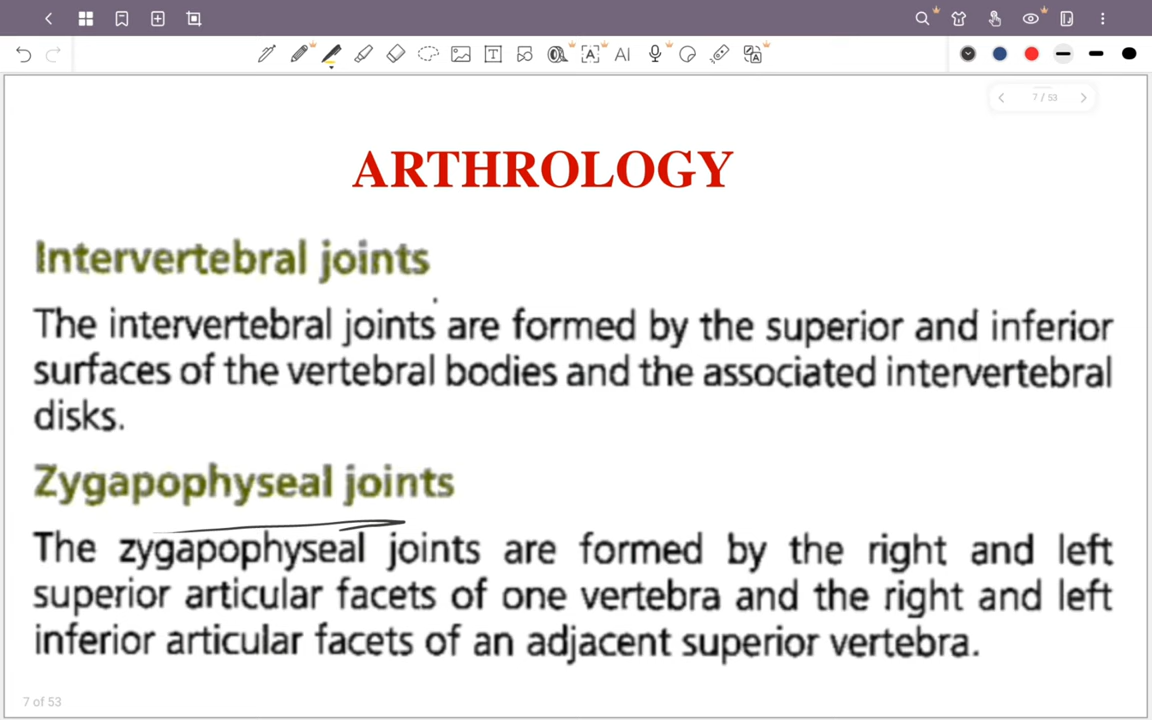 AI
7 / 53
ARTHROLOGY
Intervertebral joints
The intervertebral joints are formed by the superior and inferior
surfaces of the vertebral bodies and the associated intervertebral
disks.
Zygapophyseal joints
The zygapophyseal joints are formed by the right and left
superior articular facets of one vertebra and the right and left
inferior articular facets of an adjacent superior vertebra.
7 of 53